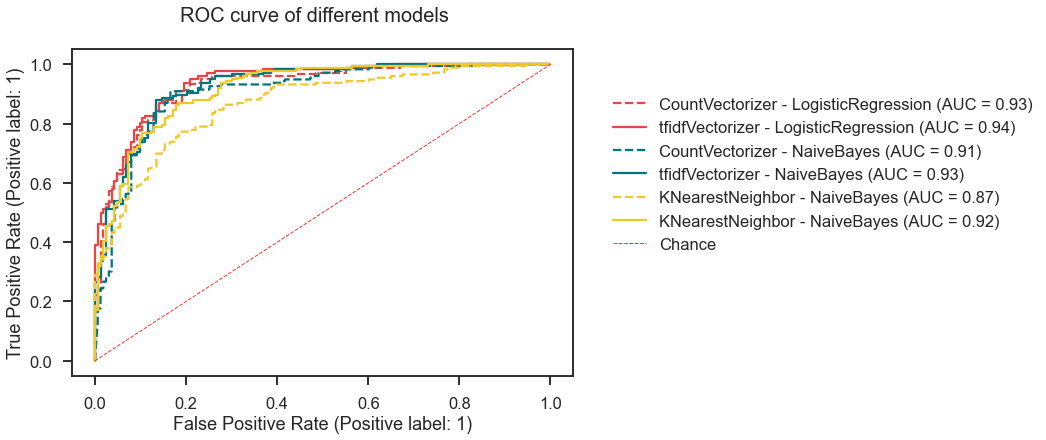 ROC curve of different models
True Positive Rate (Positive label: 1)
1.0
0.8
0.6
0.4
0.2
0.0
0.0 0.2 0.4 0.6 0.8 1.0
False Positive Rate (Positive label: 1)
CountVectorizer - LogisticRegression (AUC = 0.93)
tfidfVectorizer - LogisticRegression (AUC = 0.94)
CountVectorizer - NaiveBayes (AUC = 0.91)
tfidfVectorizer - NaiveBayes (AUC = 0.93)
KNearestNeighbor - NaiveBayes (AUC = 0.87)
KNearestNeighbor - NaiveBayes (AUC = 0.92)
Chance